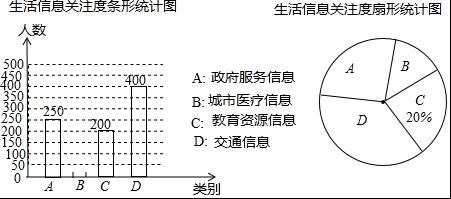 生活信息关注度条形统计图
人数
500
450
400
350
300
250
200
150
100
50
0
250
200
400
A
B
C
D
类别
A: 政府服务信息
B: 城市医疗信息
C: 教育资源信息
D: 交通信息
生活信息关注度扇形统计图
A
B
C
20%
D